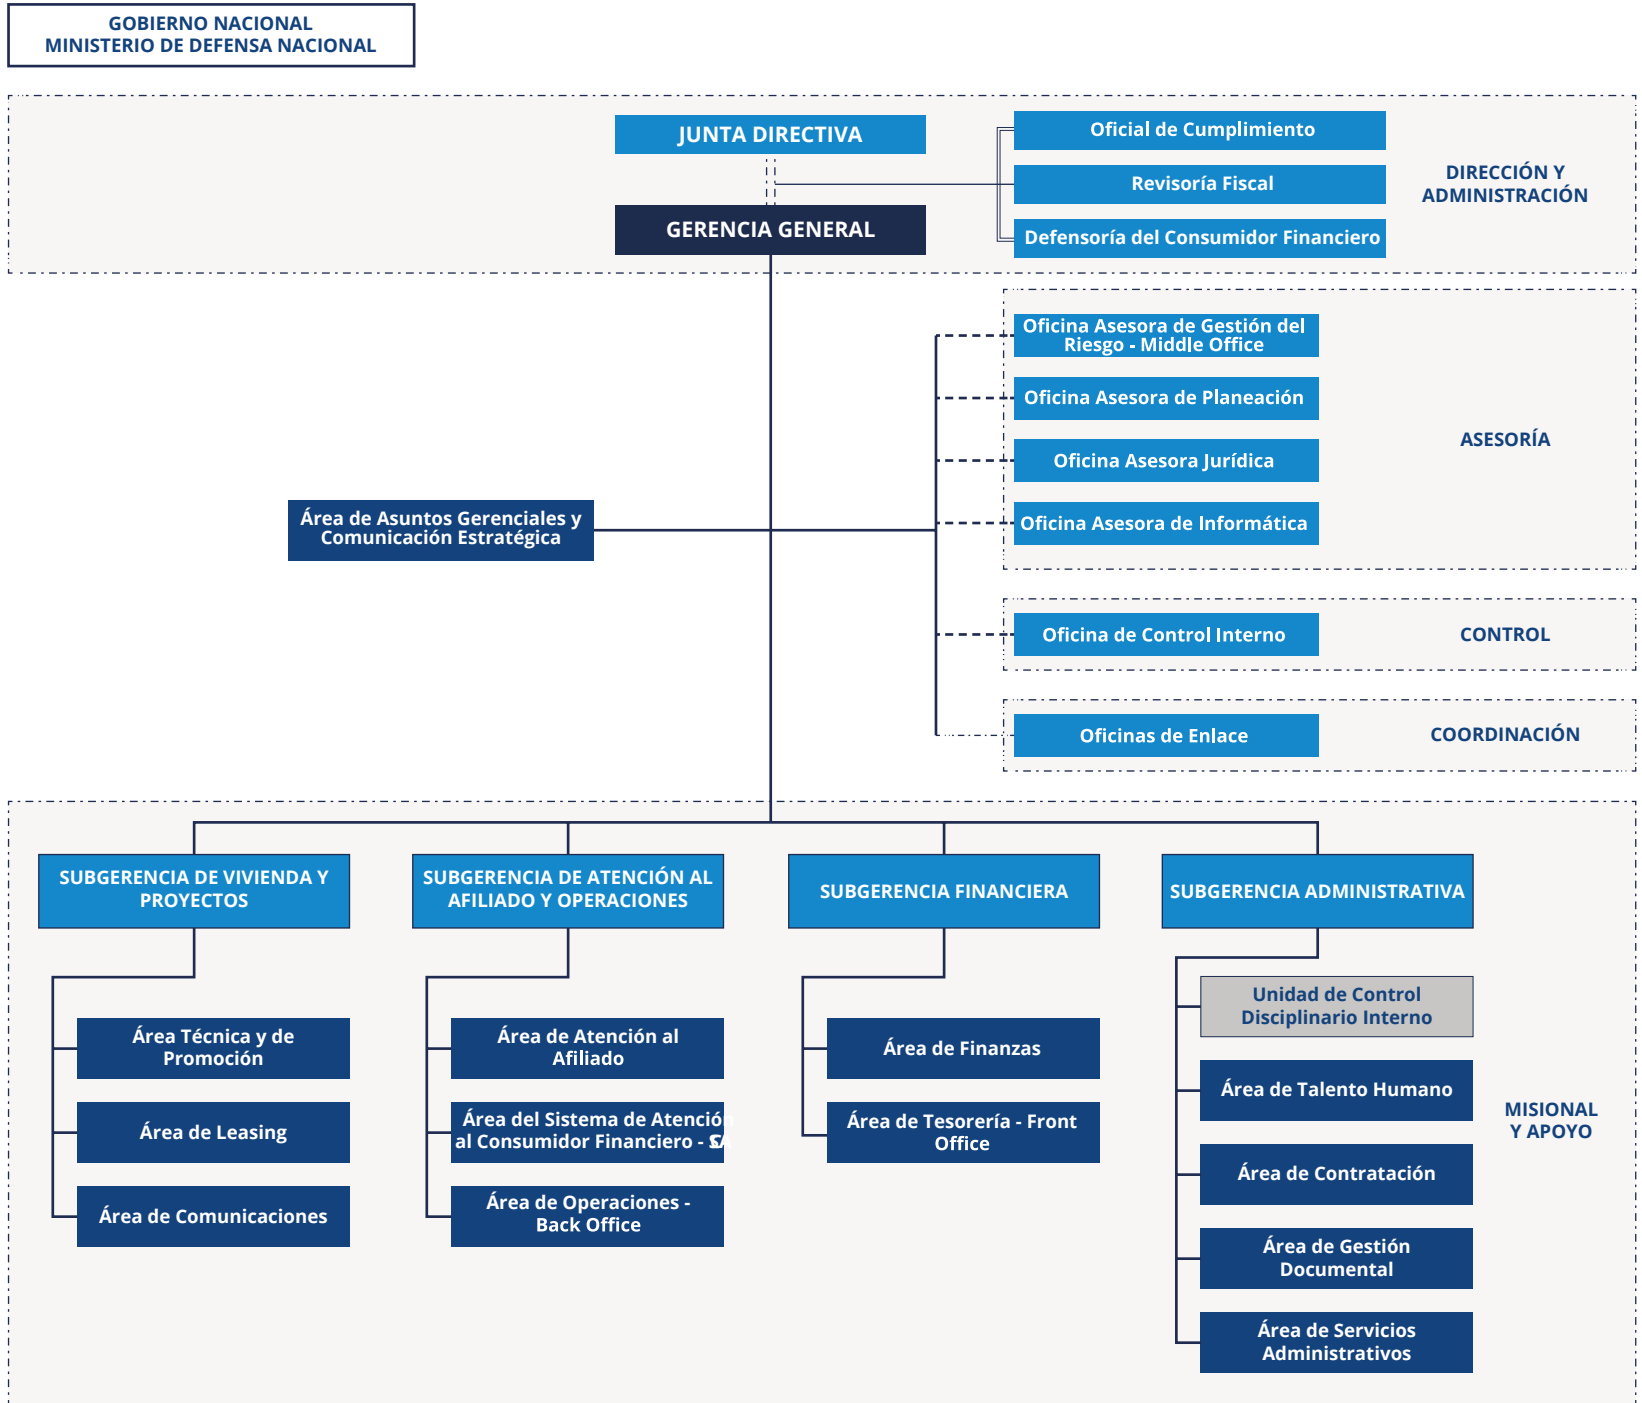 GOBIERNO NACIONAL
MINISTERIO DE DEFENSA NACIONAL
JUNTA DIRECTIVA
GERENCIA GENERAL
Oficial de Cumplimiento
Revisoría Fiscal
Defensoría del Consumidor Financiero
DIRECCIÓN Y
ADMINISTRACIÓN
Oficina Asesora de Gestión del
Riesgo - Middle Office
Oficina Asesora de Planeación
Oficina Asesora Jurídica
Oficina Asesora de Informática
ASESORÍA
Área de Asuntos Gerenciales y
Comunicación Estratégica
Oficina de Control Interno
CONTROL
Oficinas de Enlace
COORDINACIÓN
SUBGERENCIA DE VIVIENDA Y
PROYECTOS
Área Técnica y de
Promoción
Área de Leasing
Área de Comunicaciones
SUBGERENCIA DE ATENCIÓN AL
AFILIADO Y OPERACIONES
Área de Atención al
Afiliado
Área del Sistema de Atención
al Consumidor Financiero -
Área de Operaciones -
Back Office
SUBGERENCIA FINANCIERA
Área de Finanzas
Área de Tesorería - Front
Office
SUBGERENCIA ADMINISTRATIVA
Unidad de Control
Disciplinario Interno
Área de Talento Humano
Área de Contratación
Área de Gestión
Documental
Área de Servicios
Administrativos
MISIONAL
Y APOYO